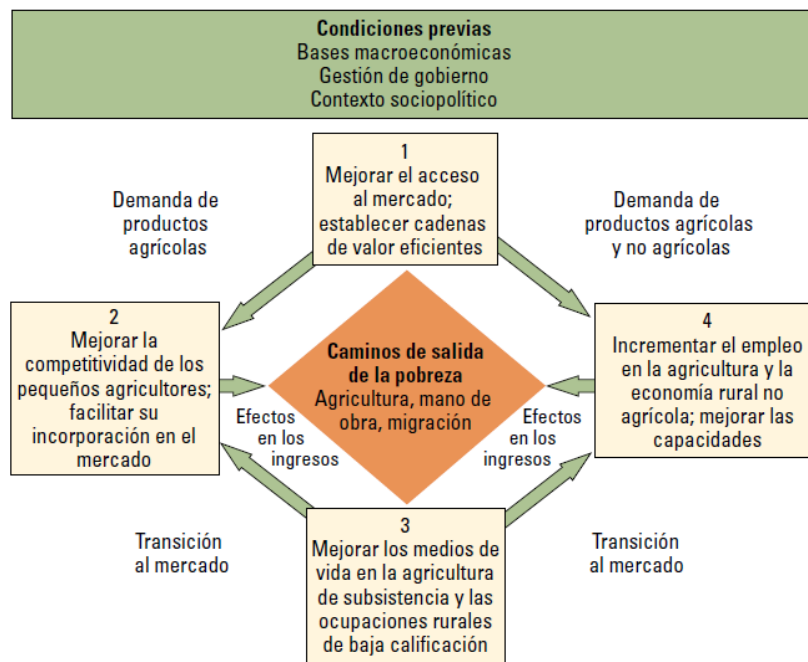 Condiciones previas
Bases macroeconómicas
Gestión de gobierno
Contexto sociopolítico
1
Mejorar el acceso
al mercado;
establecer cadenas
de valor eficientes
Demanda de
productos
agrícolas
Demanda de
productos agrícolas
y no agrícolas
2
Mejorar la
competitividad de los
pequeños agricultores;
facilitar su
incorporación en el
mercado
Caminos de salida
de la pobreza
Agricultura, mano de
obra, migración
4
Incrementar el empleo
en la agricultura y la
economía rural no
agrícola; mejorar las
capacidades
Efectos
en los
ingresos
Efectos
en los
ingresos
Transición
al mercado
3
Mejorar los medios de
vida en la agricultura
de subsistencia y las
ocupaciones rurales
de baja calificación
Transición
al mercado